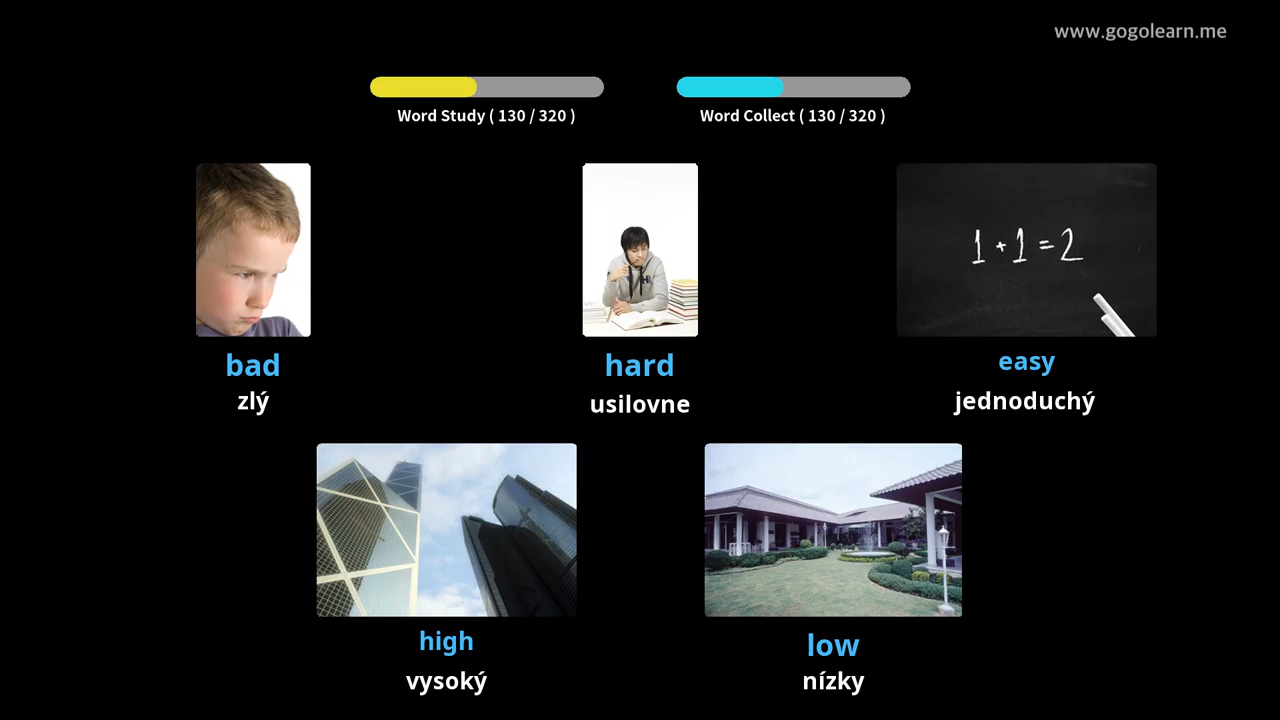 www.gogolearn.me
Word Study ( 130 / 320 )
Word Collect ( 130 / 320 )
1 + 1 = 2
bad
zlý
hard
usilovne
easy
jednoduchý
high
vysoký
low
nízky